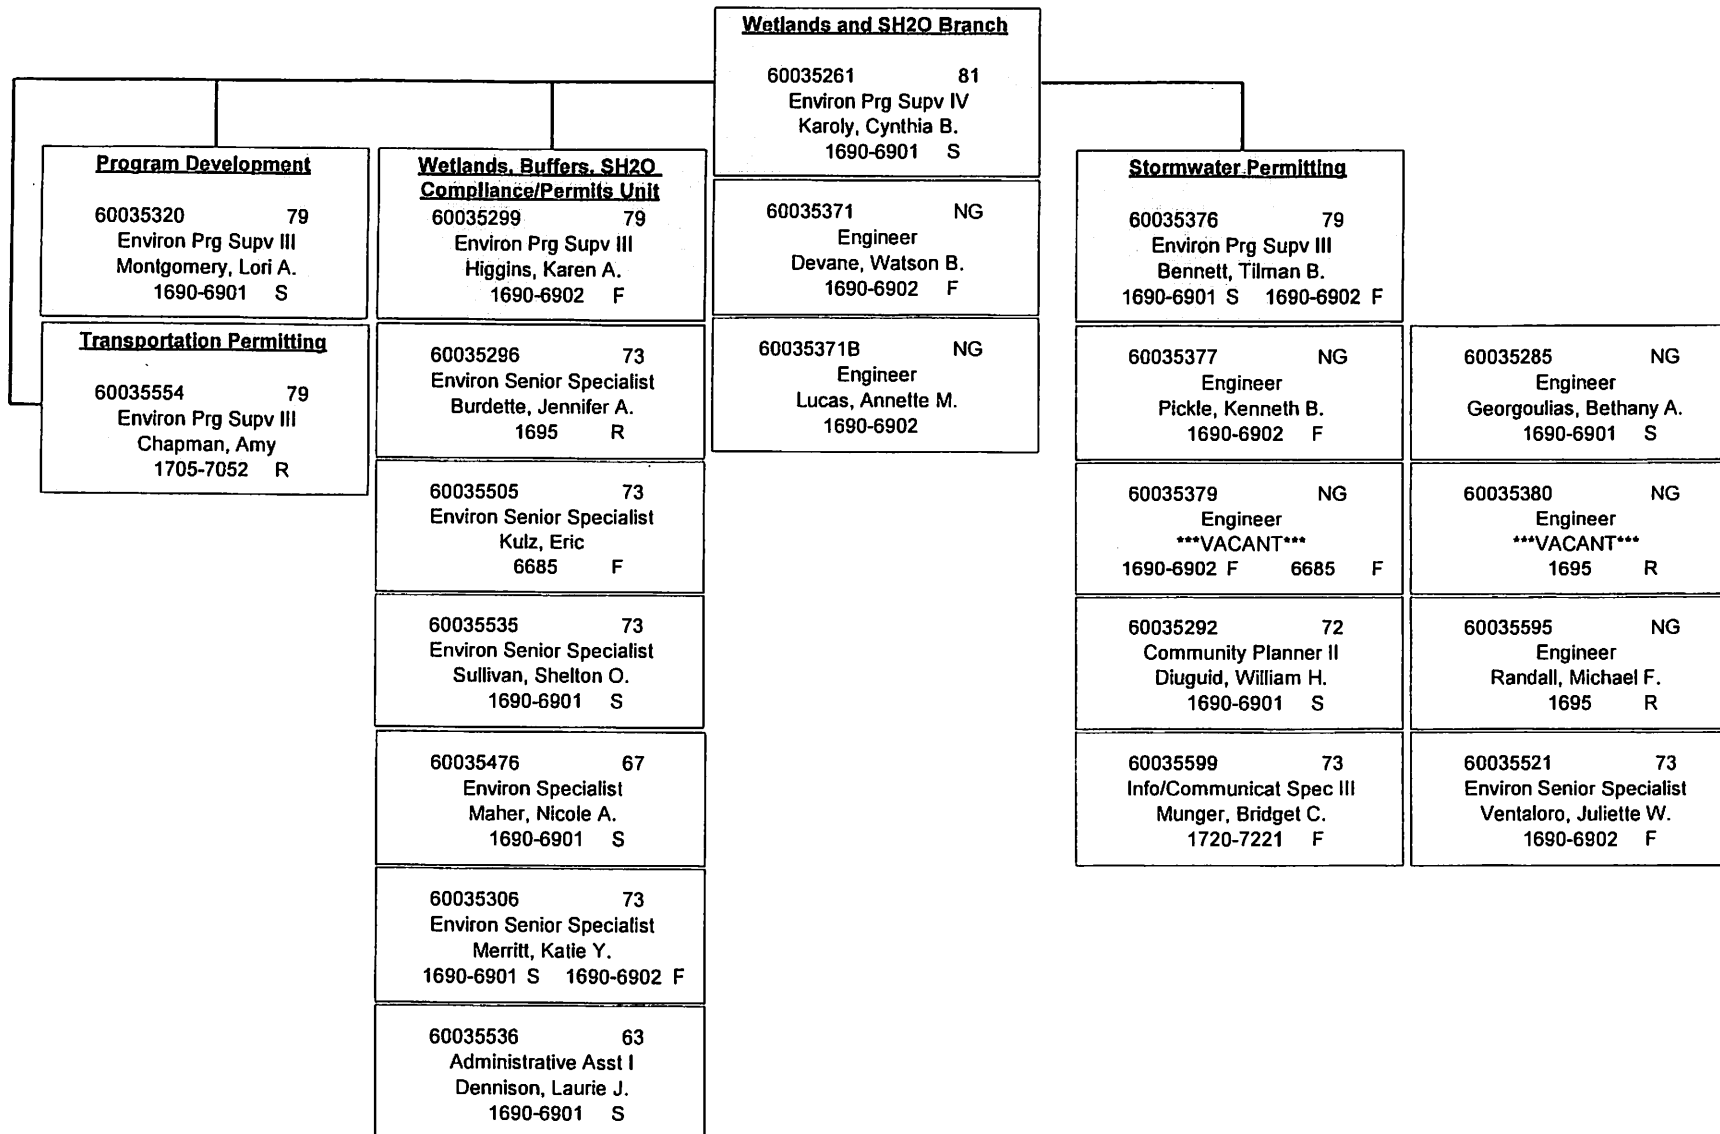 Wetlands and SH2O Branch
60035261 81
Environ Prg Supv IV
Karoly, Cynthia B.
1690-6901 S
Program Development
60035320 79
Environ Prg Supv III
Montgomery, Lori A.
1690-6901 S
Transportation Permitting
60035554 79
Environ Prg Supv III
Chapman, Amy
1705-7052 R
Wetlands, Buffers, SH2O
Compliance/Permits Unit
60035299 79
Environ Prg Supv III
Higgins, Karen A.
1690-6902 F
60035296 73
Environ Senior Specialist
Burdette, Jennifer A.
1695 R
60035505 73
Environ Senior Specialist
Kulz, Eric
6685 F
60035535 73
Environ Senior Specialist
Sullivan, Shelton O.
1690-6901 S
60035476 67
Environ Specialist
Maher, Nicole A.
1690-6901 S
60035306 73
Environ Senior Specialist
Merritt, Katie Y.
1690-6901 S 1690-6902 F
60035536 63
Administrative Asst I
Dennison, Laurie J.
1690-6901 S
60035371 NG
Engineer
Devane, Watson B.
1690-6902 F
60035371B NG
Engineer
Lucas, Annette M.
1690-6902
Stormwater Permitting
60035376 79
Environ Prg Supv III
Bennett, Tilman B.
1690-6901 S 1690-6902 F
60035377 NG
Engineer
Pickle, Kenneth B.
1690-6902 F
60035379 NG
Engineer
***VACANT***
1690-6902 F 6685 F
60035292 72
Community Planner II
Diuguid, William H.
1690-6901 S
60035599 73
Info/Communicat Spec III
Munger, Bridget C.
1720-7221 F
60035285 NG
Engineer
Georgoulias, Bethany A.
1690-6901 S
60035380 NG
Engineer
***VACANT***
1695 R
60035595 NG
Engineer
Randall, Michael F.
1695 R
60035521 73
Environ Senior Specialist
Ventaloro, Juliette W.
1690-6902 F